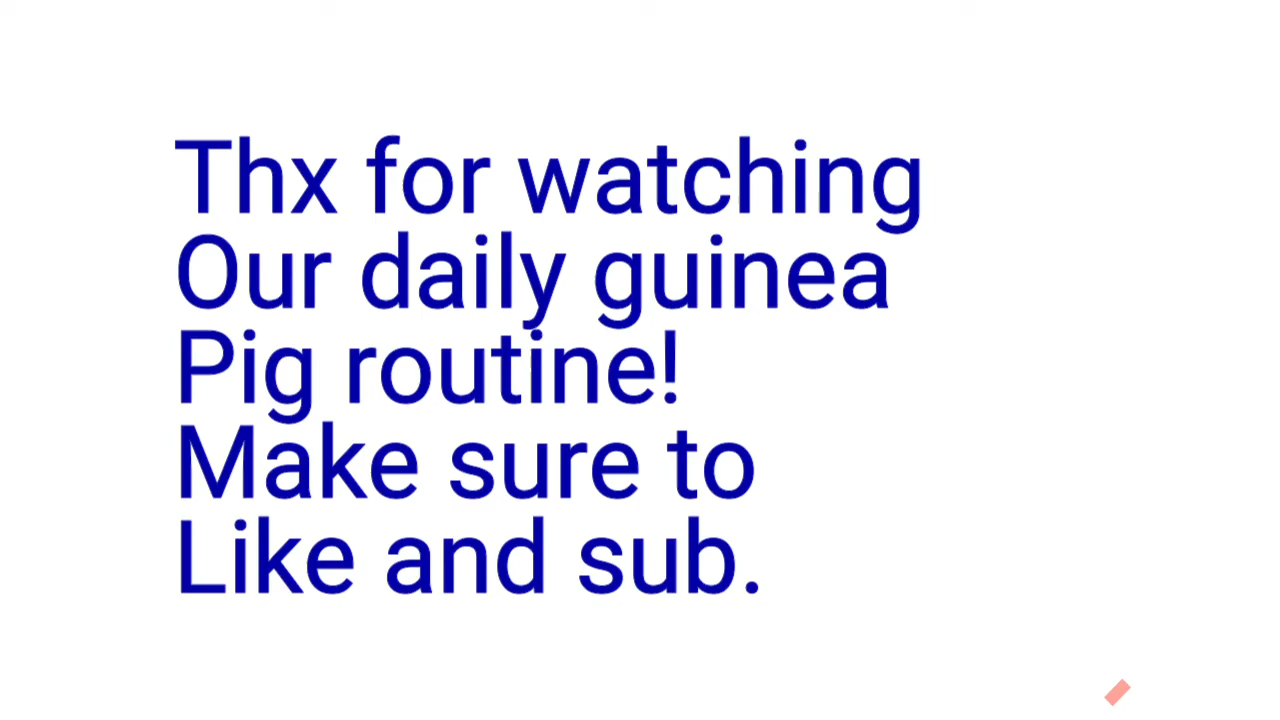 Thx for watching
Our daily guinea
Pig routine!
Make sure to
Like and sub.